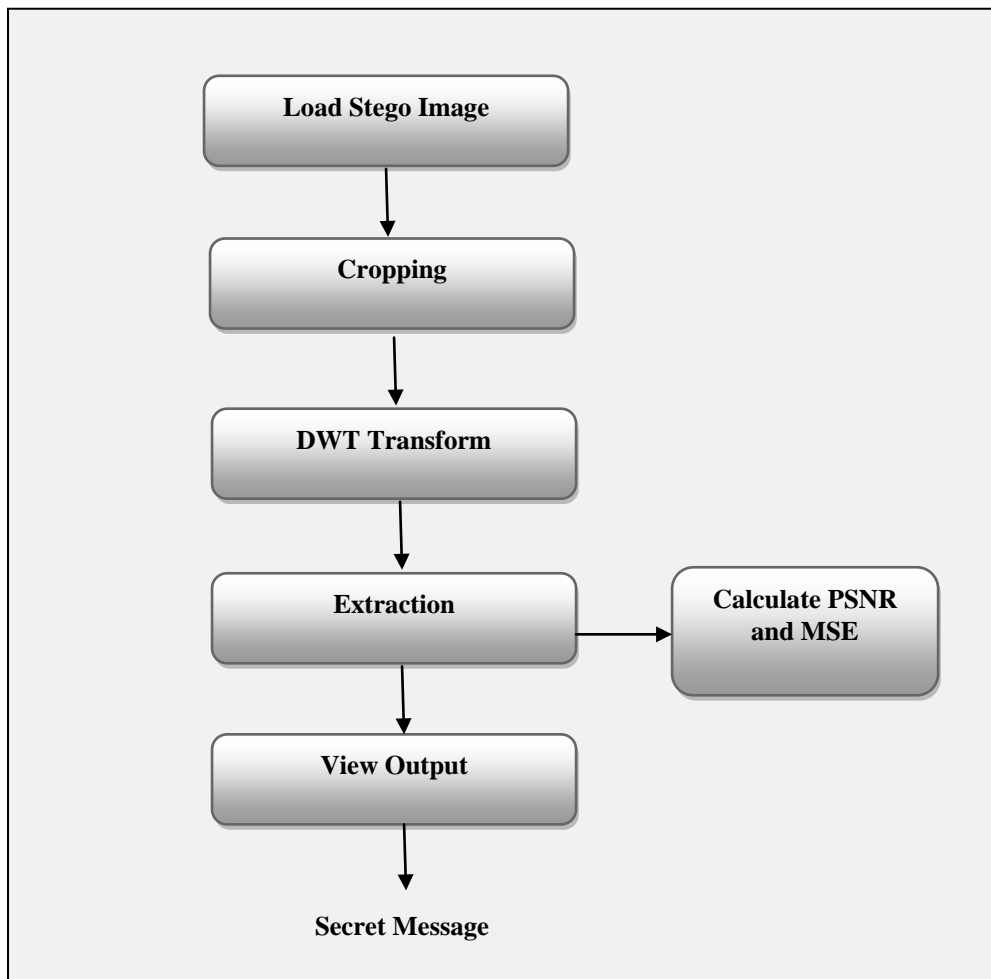 Load Stego Image
Cropping
DWT Transform
Extraction
Calculate PSNR
and MSE
View Output
Secret Message